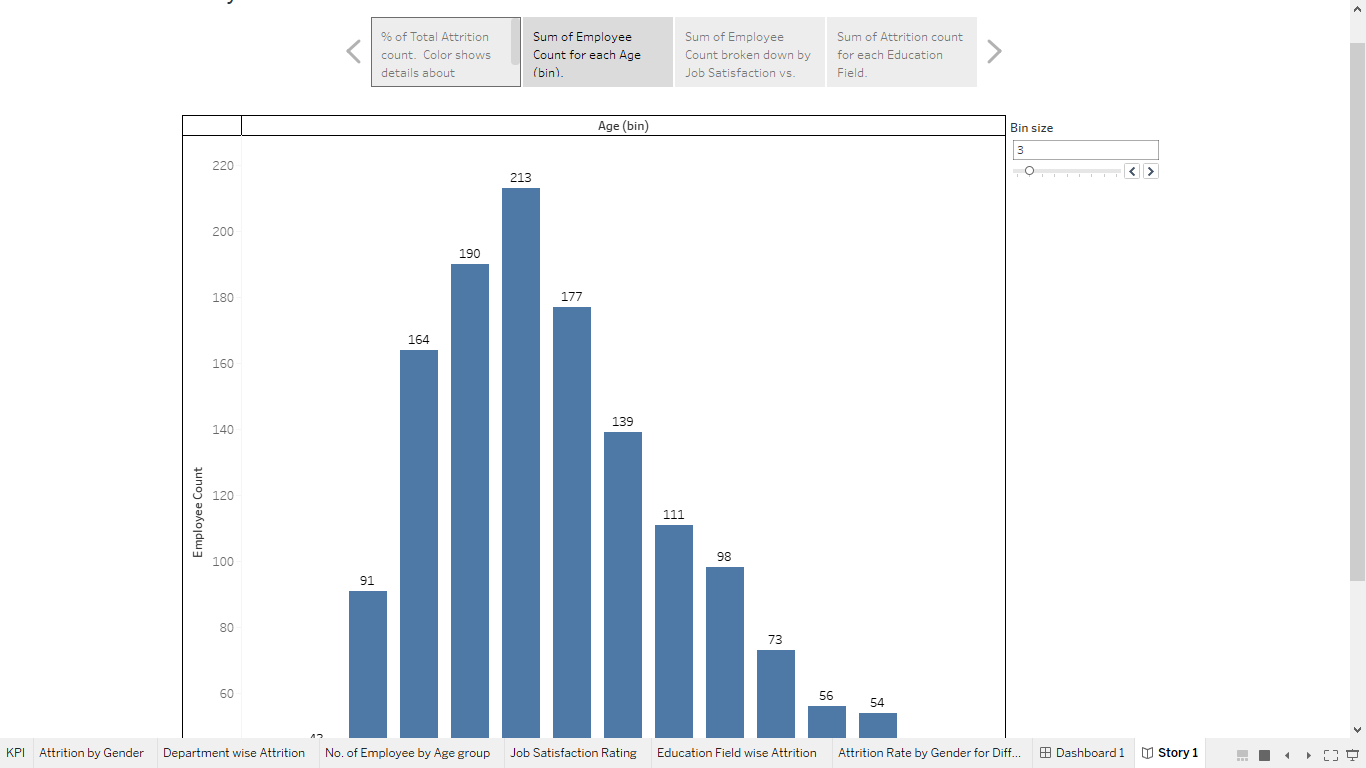 % of Total Attrition
count. Color shows
details about
Sum of Employee
Count for each Age
(bin).
Sum of Employee
Count broken down by
Job Satisfaction vs.
Sum of Attrition count
for each Education
Field.
Age (bin)
Bin size
3
220
200
180
160
140
120
100
80
60
Employee Count
91
164
190
213
177
139
111
98
73
56
54
KPI
Attrition by Gender
Department wise Attrition
No. of Employee by Age group
Job Satisfaction Rating
Education Field wise Attrition
Attrition Rate by Gender for Diff...
Dashboard 1
Story 1